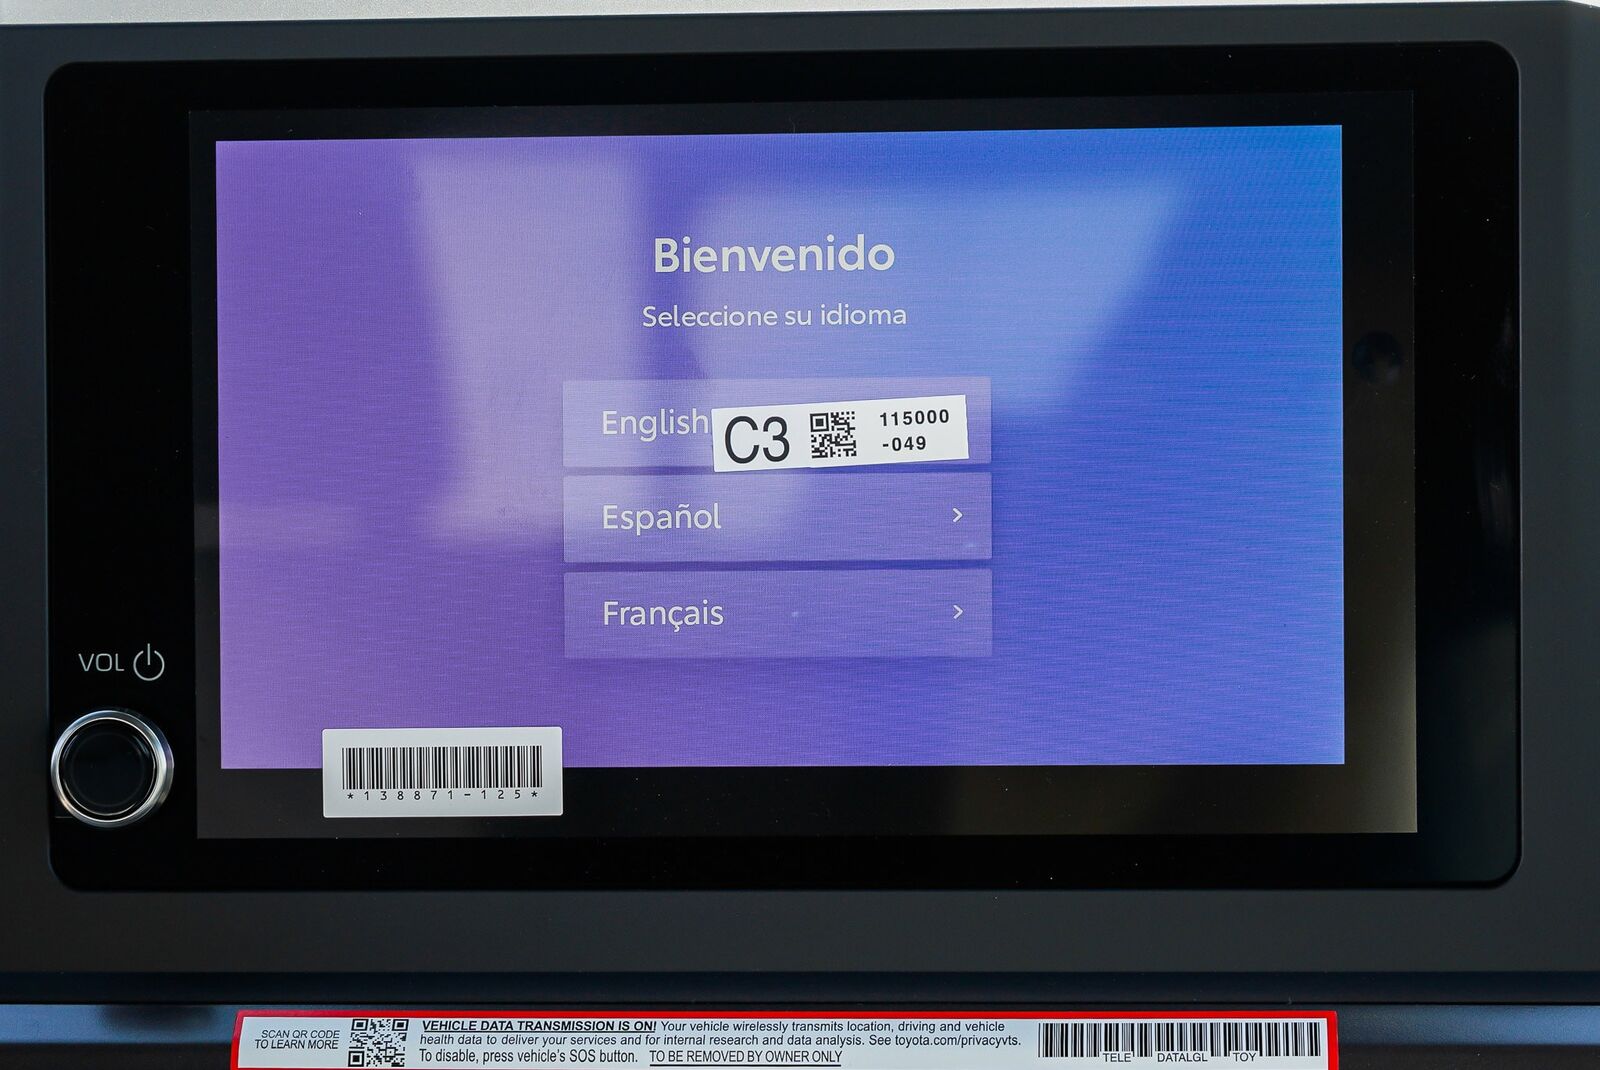 Bienvenido
Seleccione su idioma
English
C3
115000
-049
Español
Français
VOL
*138871-125*
SCAN QR CODE
TO LEARN MORE
VEHICLE DATA TRANSMISSION IS ON! Your vehicle wirelessly transmits location, driving and vehicle
health data to deliver your services and for internal research and data analysis. See toyota.com/privacyvts.
To disable, press vehicle's SOS button. TO BE REMOVED BY OWNER ONLY
TELE DATALGL TOY